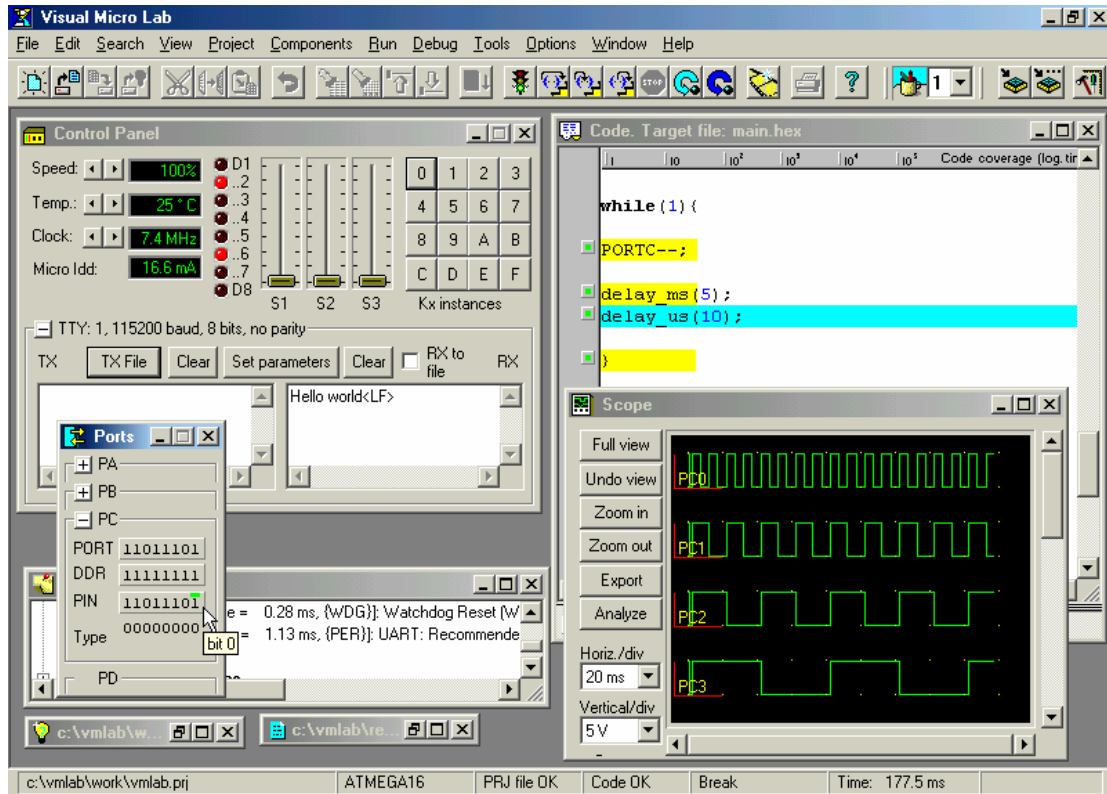 Visual Micro Lab
File Edit Search View Project Components Run Debug Tools Options Window Help
STOP
?
1
Control Panel
Speed: 100%
Temp.: 25 ° C
Clock: 7.4 MHz
Micro Idd: 16.6 mA
D1
..2
..3
..4
..5
..6
..7
D8
S1 S2 S3
0 1 2 3
4 5 6 7
8 9 A B
C D E F
Kx instances
TTY: 1, 115200 baud, 8 bits, no parity
TX TX File Clear Set parameters Clear RX to file RX
Hello world<LF>
Ports
PA
PB
PC
PORT 11011101
DDR 11111111
PIN 11011101
Type 00000000
bit 0
PD
e = 0.28 ms, {WDG}]: Watchdog Reset (W
= 1.13 ms, {PER}]: UART: Recommende
c:\vmlab\w...
c:\vmlab\re...
Code. Target file: main.hex
1 10 10² 10³ 10⁴ 10⁵ Code coverage (log. tir
while(1){
PORTC--;
delay_ms(5);
delay_us(10);
}
Scope
Full view
Undo view
Zoom in
Zoom out
Export
Analyze
Horiz./div
20 ms
Vertical/div
5 V
PC0
PC1
PC2
PC3
c:\vmlab\work\vmlab.prj ATMEGA16 PRJ file OK Code OK Break Time: 177.5 ms